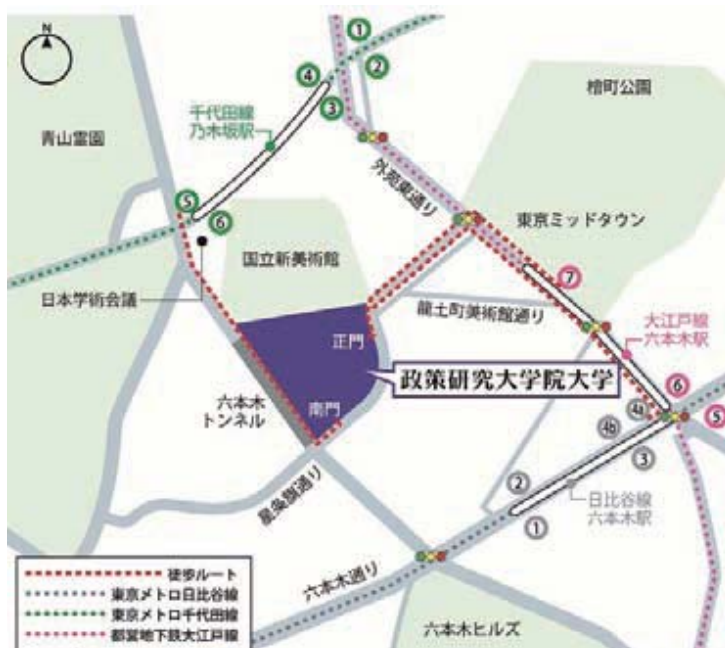 N
①
②
④
③
千代田線
乃木坂駅
青山霊園
檜町公園
外苑東通り
⑤
⑥
国立新美術館
東京ミッドタウン
日本学術会議
⑦
龍土町美術館通り
大江戸線
六本木駅
正門
政策研究大学院大学
六本木
トンネル
南門
⑥
4a
⑤
4b
③
星条旗通り
②
①
日比谷線
六本木駅
六本木通り
六本木ヒルズ
徒歩ルート
東京メトロ日比谷線
東京メトロ千代田線
都営地下鉄大江戸線